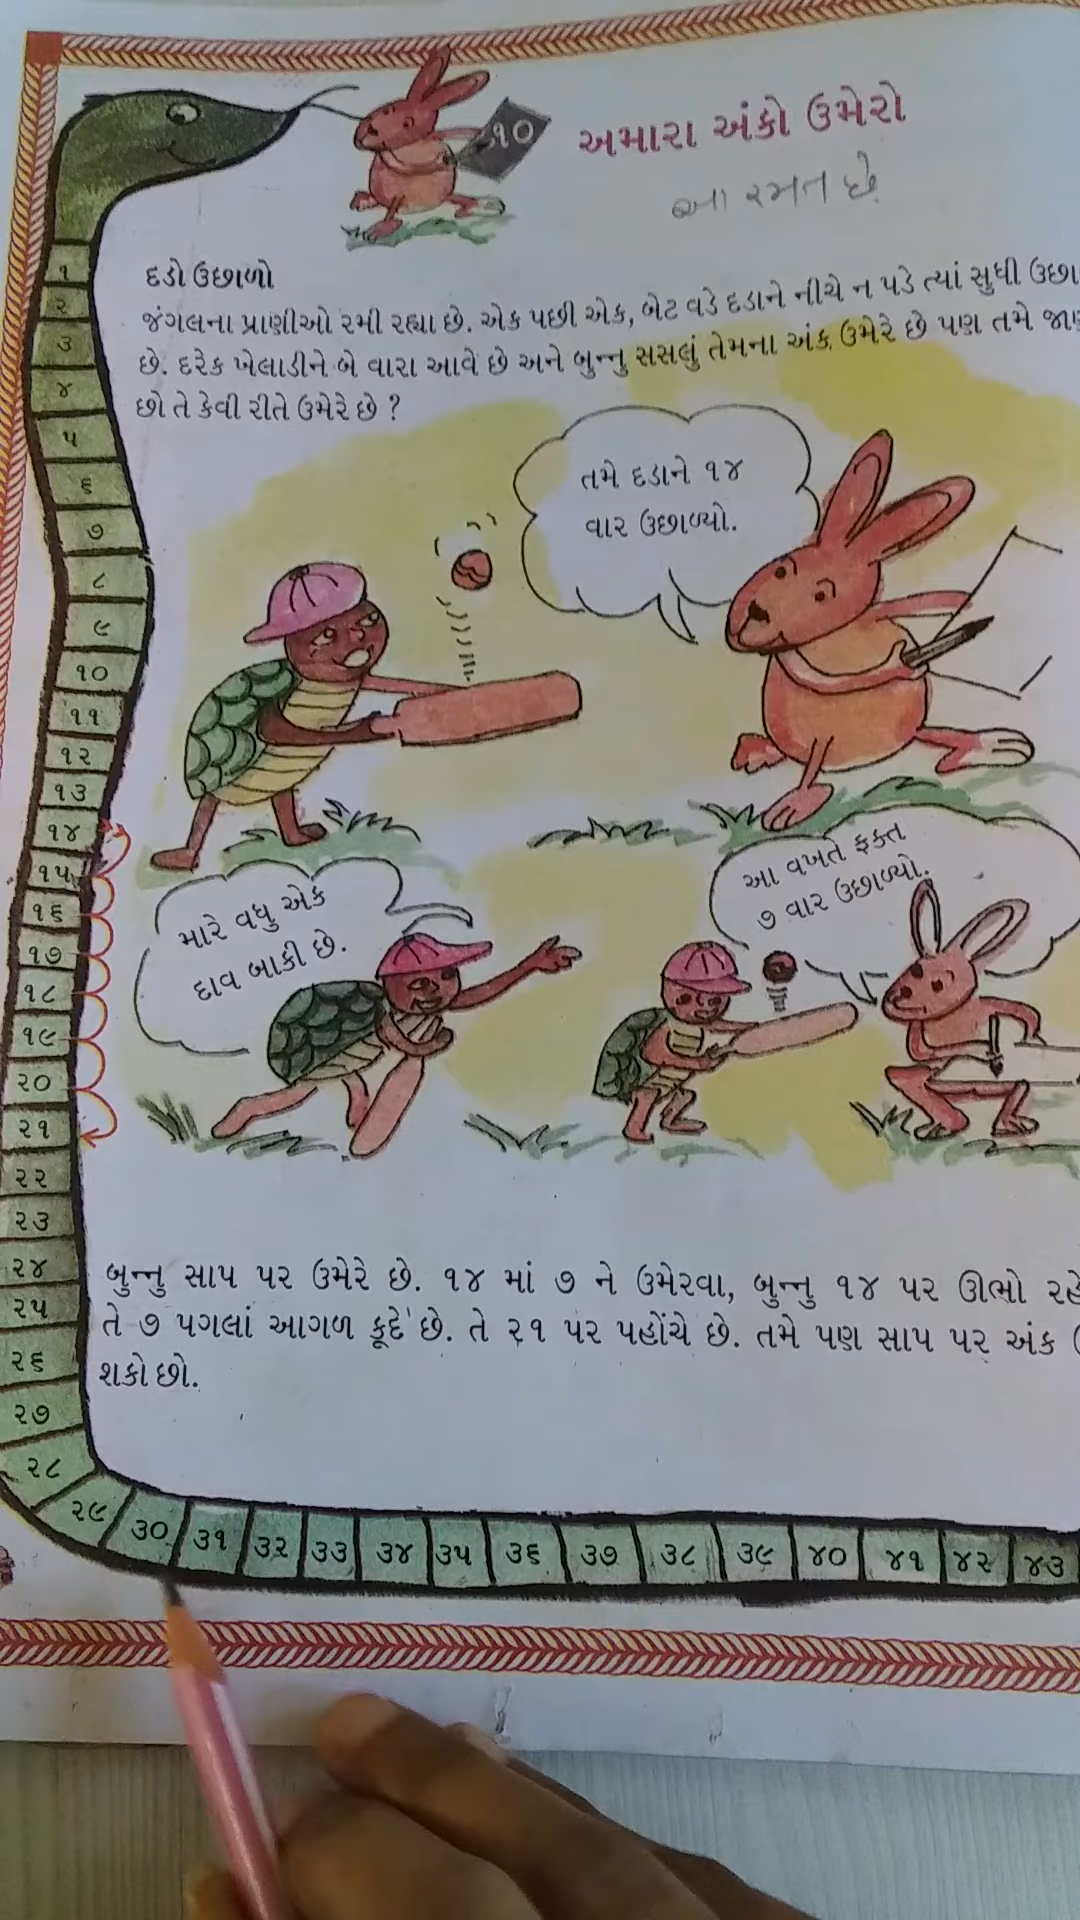 ૧૦
અમારા અંકો ઉમેરો
આ રમત છે
દડો ઉછાળો
જંગલના પ્રાણીઓ રમી રહ્યા છે. એક પછી એક, બેટ વડે દડાને નીચે ન પડે ત્યાં સુધી
છે. દરેક ખેલાડીને બે વારા આવે છે અને બુન્નુ સસલું તેમના અંક ઉમેરે છે પણ તમે
છો તે કેવી રીતે ઉમેરે છે ?
તમે દડાને ૧૪
વાર ઉછાળ્યો.
મારે વધુ એક
દાવ બાકી છે.
આ વખતે ફક્ત
૭ વાર ઉછાળ્યો.
બુન્નુ સાપ પર ઉમેરે છે. ૧૪ માં ૭ ને ઉમેરવા, બુન્નુ ૧૪ પર ઊભો
તે ૭ પગલાં આગળ કૂદે છે. તે ૨૧ પર પહોંચે છે. તમે પણ સાપ પર અંક
શકો છો.
૧
૨
૩
૪
૫
૬
૭
૮
૯
૧૦
૧૧
૧૨
૧૩
૧૪
૧૫
૧૬
૧૭
૧૮
૧૯
૨૦
૨૧
૨૨
૨૩
૨૪
૨૫
૨૬
૨૭
૨૮
૨૯ ૩૦ ૩૧ ૩૨ ૩૩ ૩૪ ૩૫ ૩૬ ૩૭ ૩૮ ૩૯ ૪૦ ૪૧ ૪૨ ૪૩